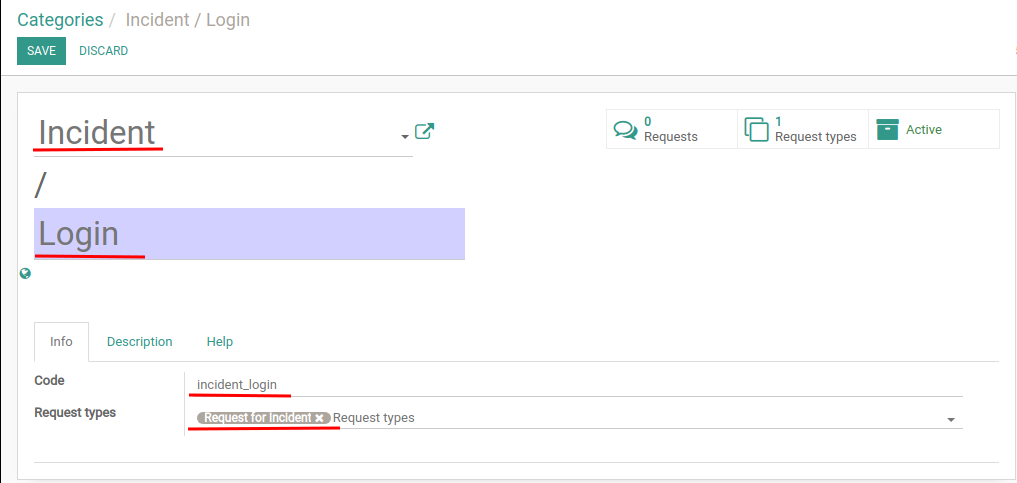 Categories / Incident / Login
SAVE DISCARD
Incident
0
Requests
1
Request types
Active
/
Login
Info Description Help
Code incident_login
Request types Request for Incident × Request types